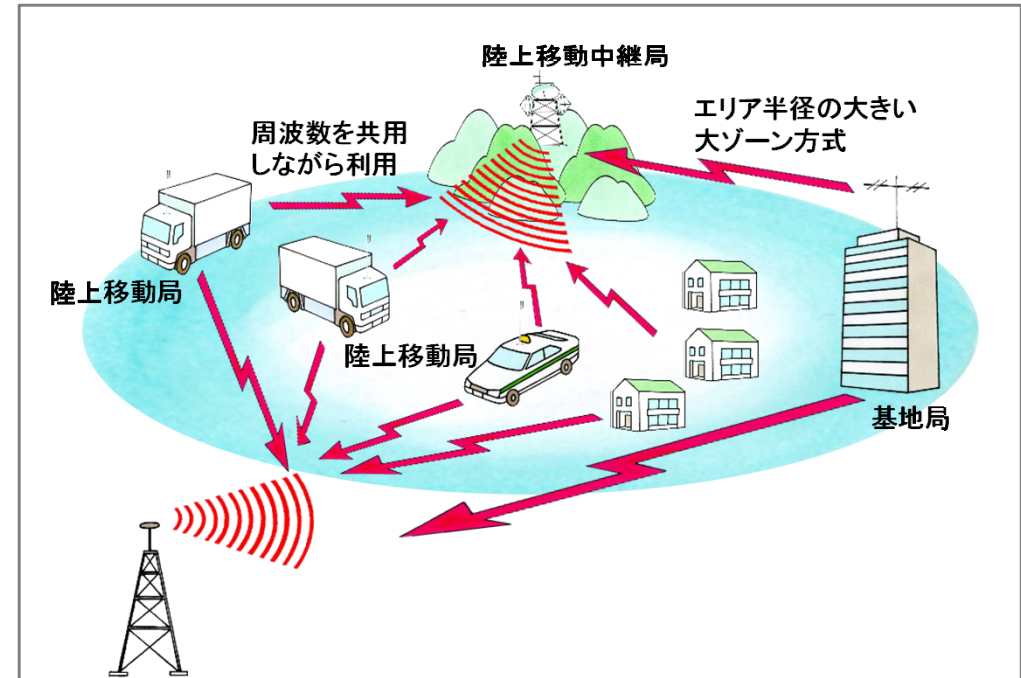 陸上移動中継局
エリア半径の大きい
大ゾーン方式
周波数を共用
しながら利用
陸上移動局
陸上移動局
基地局